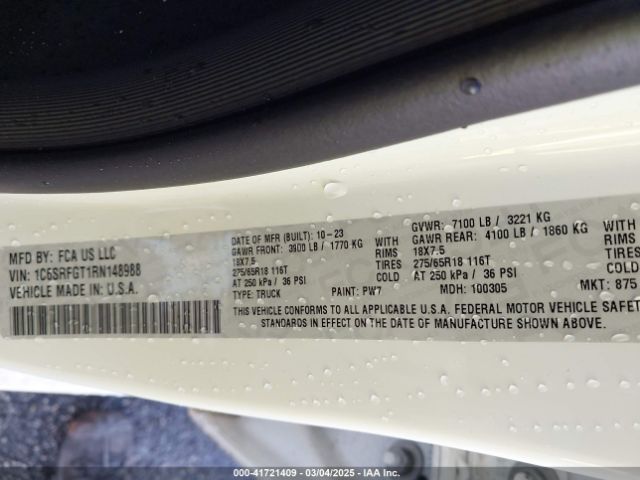 MFD BY: FCA US LLC
VIN: 1C6SRFGT1RN148988
VEHICLE MADE IN: U.S.A.
DATE OF MFR (BUILT): 10-23
GAWR FRONT: 3900 LB / 1770 KG WITH
18X7.5 RIMS
275/65R18 116T TIRES
AT 250 kPa / 36 PSI COLD
TYPE: TRUCK PAINT: PW7
GVWR: 7100 LB / 3221 KG
GAWR REAR: 4100 LB / 1860 KG WITH
18X7.5 RIMS
275/65R18 116T TIRES
AT 250 kPa / 36 PSI COLD
MDH: 100305 MKT: 875
THIS VEHICLE CONFORMS TO ALL APPLICABLE U.S.A. FEDERAL MOTOR VEHICLE SAFET
STANDARDS IN EFFECT ON THE DATE OF MANUFACTURE SHOWN ABOVE.
000-41721409 • 03/04/2025 — IAA Inc.